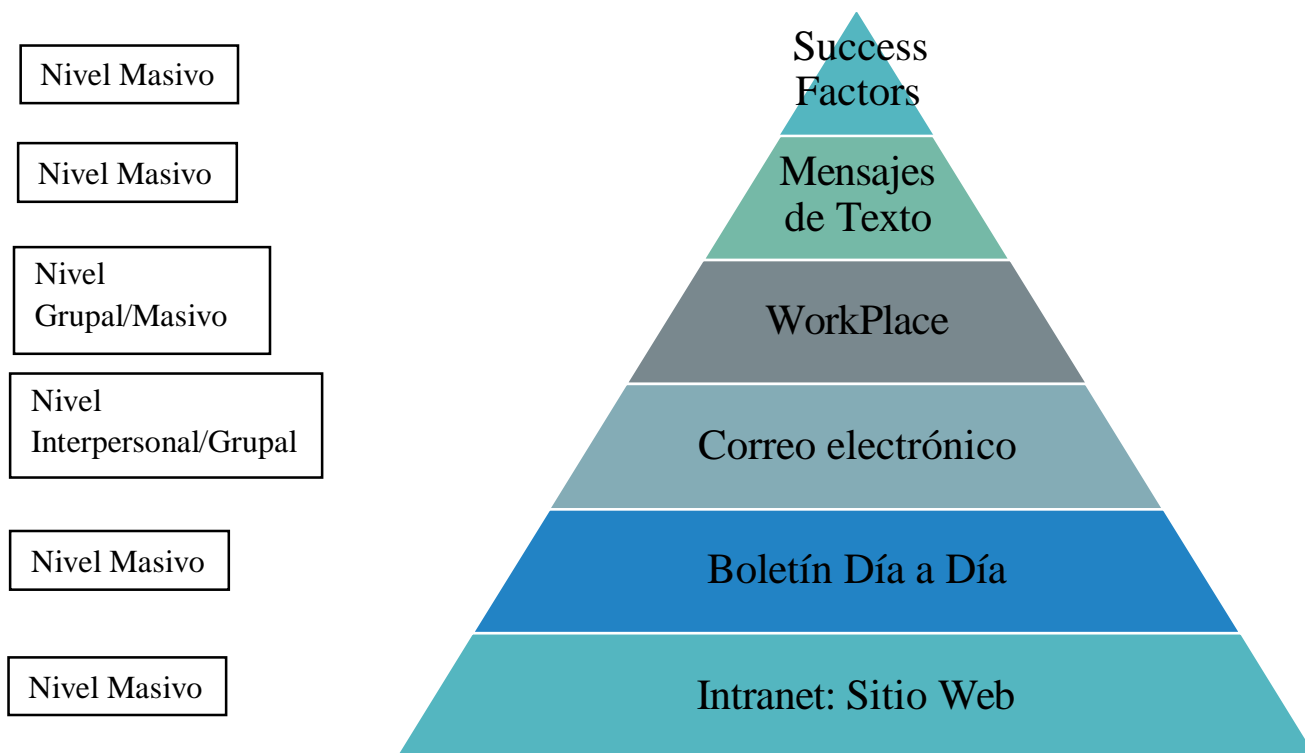 Nivel Masivo
Success
Factors
Nivel Masivo
Mensajes
de Texto
Nivel
Grupal/Masivo
WorkPlace
Nivel
Interpersonal/Grupal
Correo electrónico
Nivel Masivo
Boletín Día a Día
Nivel Masivo
Intranet: Sitio Web